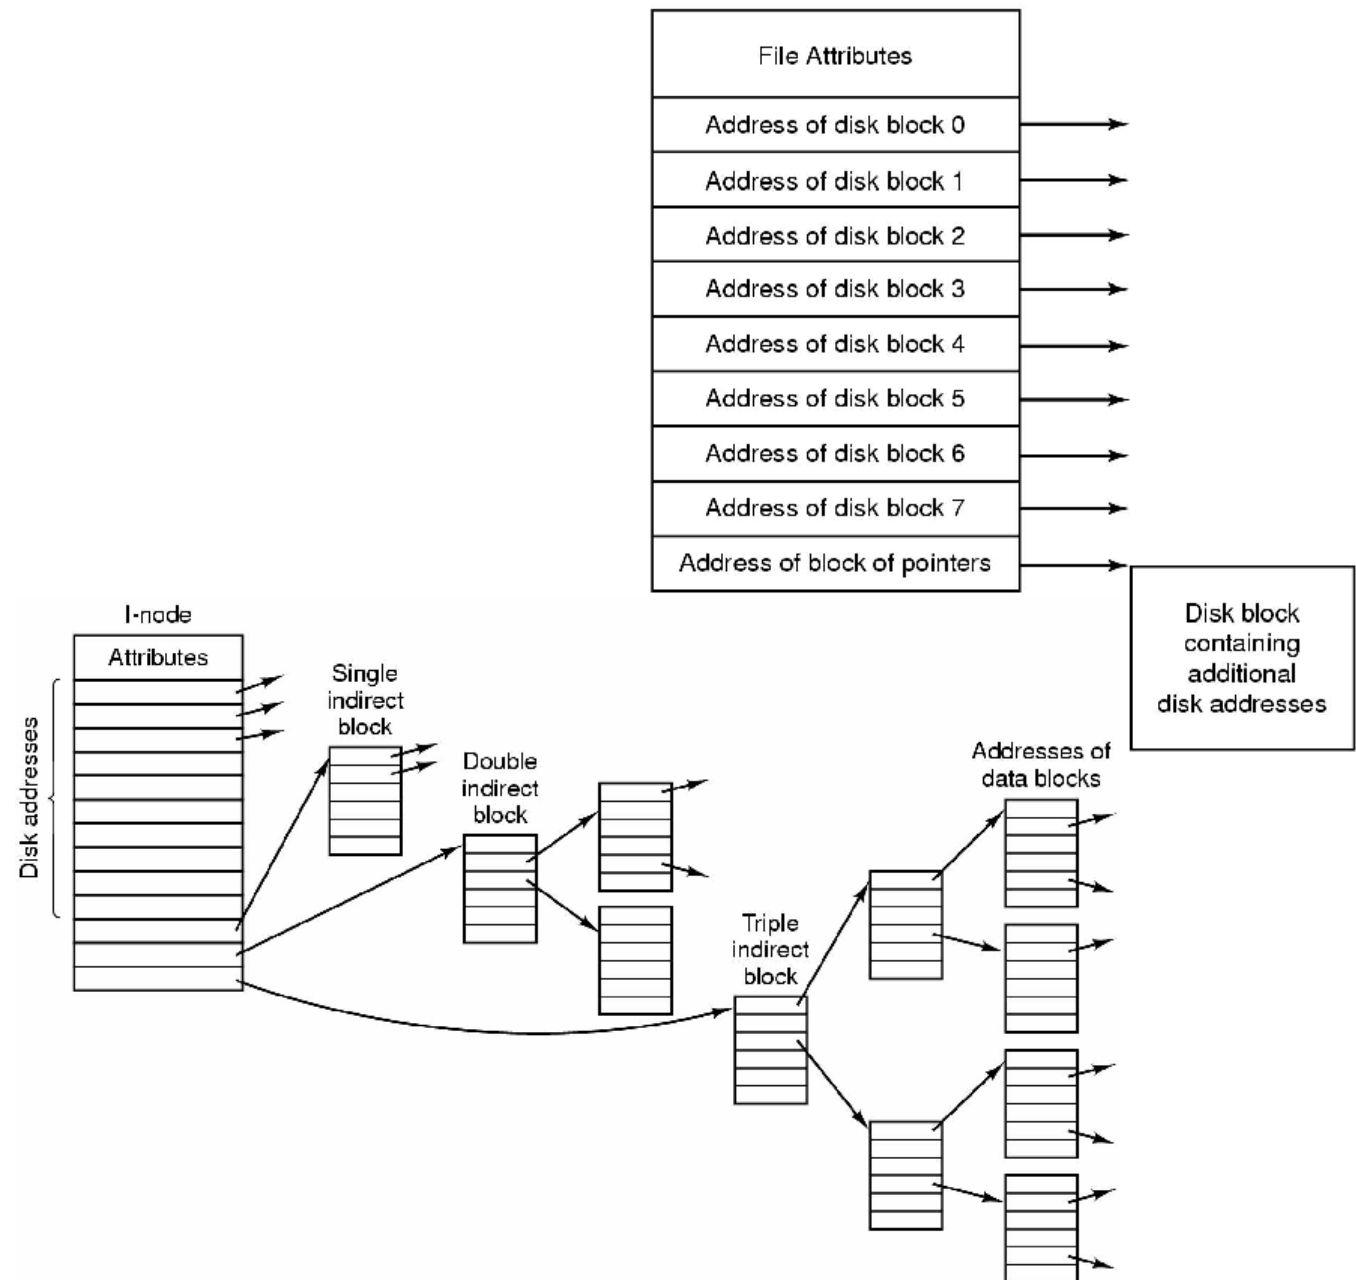 File Attributes
Address of disk block 0
Address of disk block 1
Address of disk block 2
Address of disk block 3
Address of disk block 4
Address of disk block 5
Address of disk block 6
Address of disk block 7
Address of block of pointers
Disk block
containing
additional
disk addresses
I-node
Attributes
Disk addresses
Single
indirect
block
Double
indirect
block
Triple
indirect
block
Addresses of
data blocks